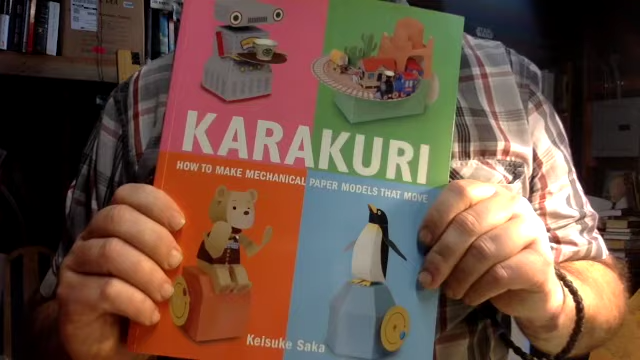 KARAKURI
HOW TO MAKE MECHANICAL PAPER MODELS THAT MOVE
Keisuke Saka